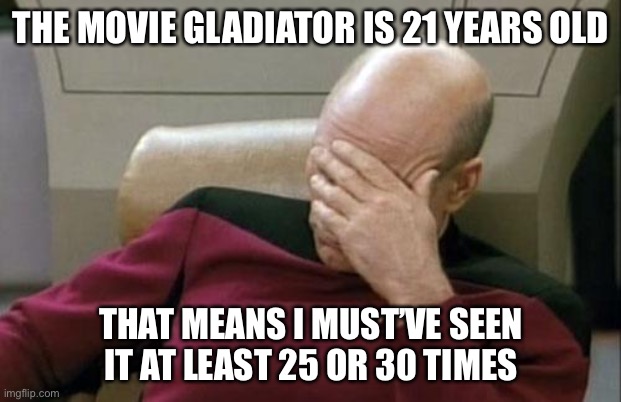 THE MOVIE GLADIATOR IS 21 YEARS OLD
THAT MEANS I MUST’VE SEEN
IT AT LEAST 25 OR 30 TIMES
imgflip.com